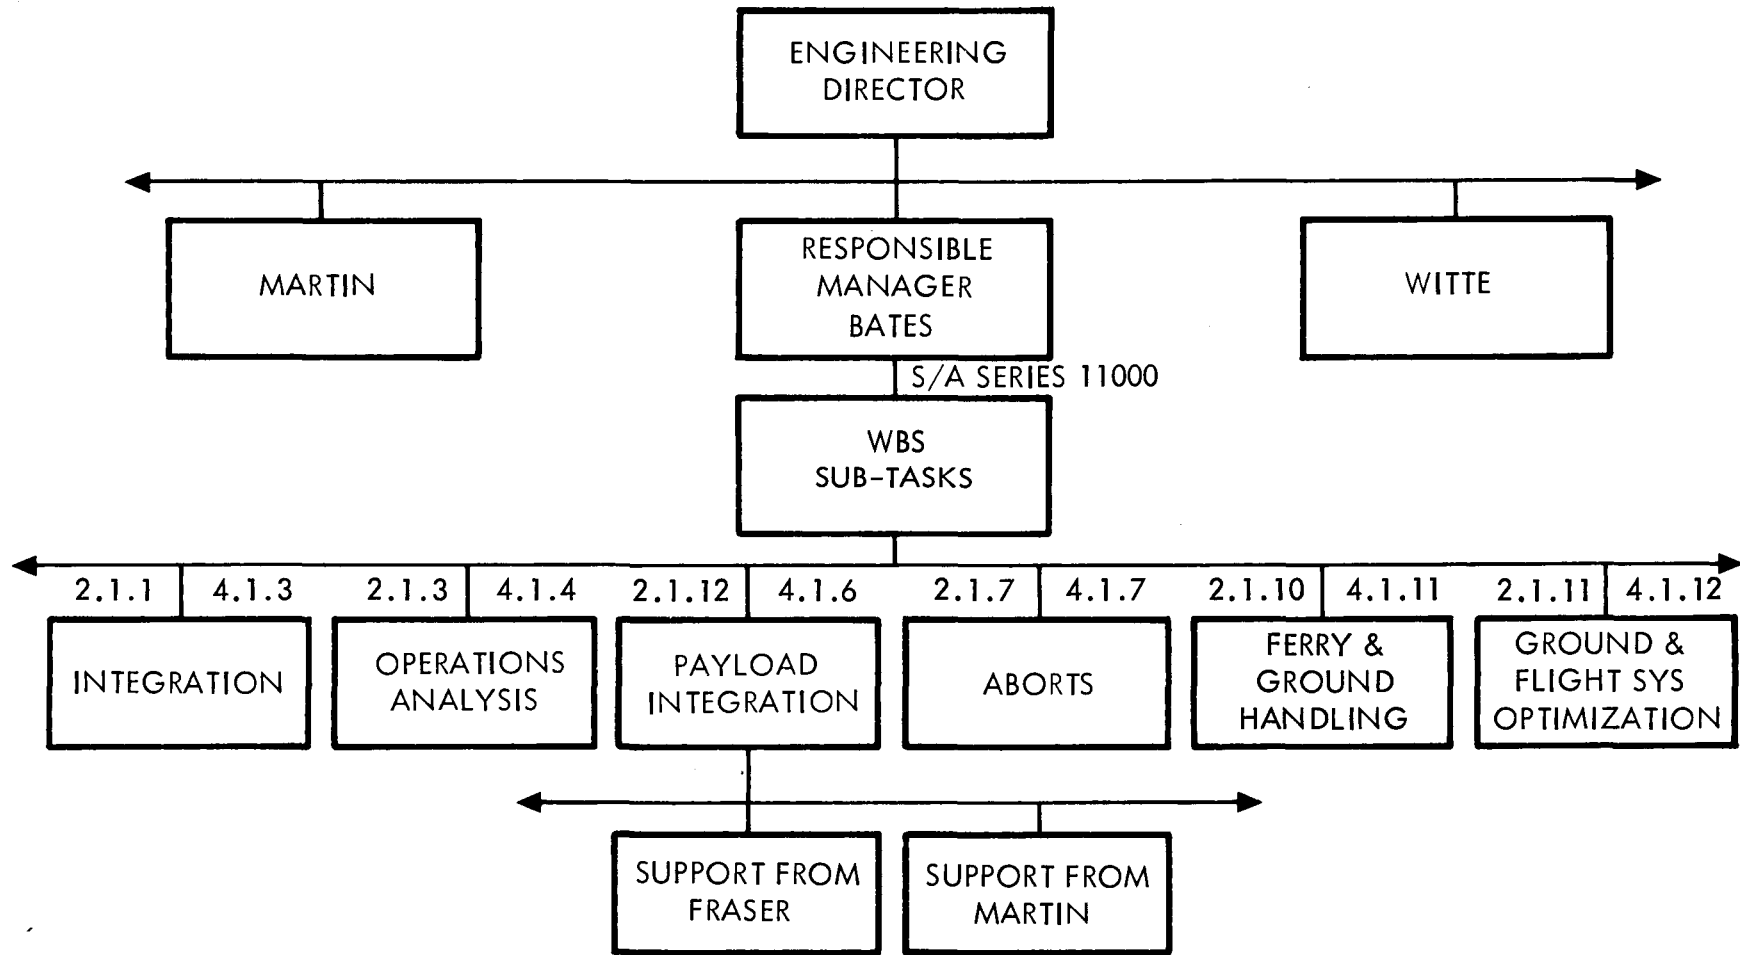 ENGINEERING
DIRECTOR
MARTIN
RESPONSIBLE
MANAGER
BATES
WITTE
S/A SERIES 11000
WBS
SUB-TASKS
2.1.1 4.1.3 2.1.3 4.1.4 2.1.12 4.1.6 2.1.7 4.1.7 2.1.10 4.1.11 2.1.11 4.1.12
INTEGRATION
OPERATIONS
ANALYSIS
PAYLOAD
INTEGRATION
ABORTS
FERRY &
GROUND
HANDLING
GROUND &
FLIGHT SYS
OPTIMIZATION
SUPPORT FROM
FRASER
SUPPORT FROM
MARTIN